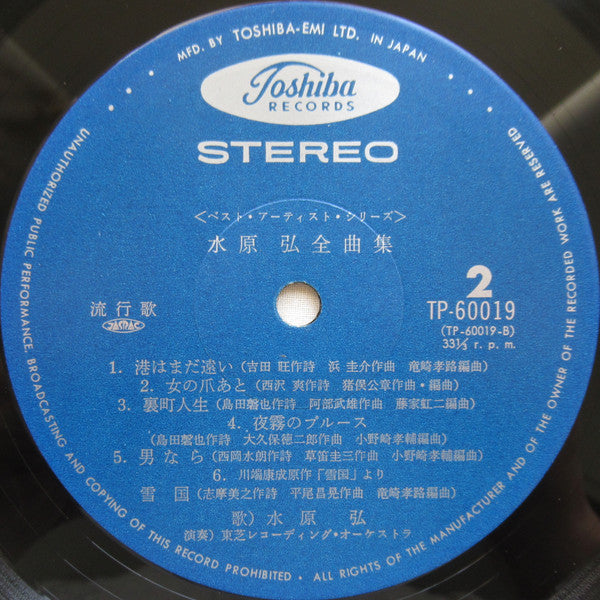 MFD. BY TOSHIBA-EMI LTD. IN JAPAN
Toshiba
RECORDS
STEREO
<ベスト・アーティスト・シリーズ>
水原 弘全曲集
2
流行歌
JASRAC
TP-60019
(TP-60019-B)
33⅓ r. p. m.
1. 港はまだ遠い(吉田 旺作詩 浜 圭介作曲 竜崎孝路編曲)
2. 女の爪あと(西沢 爽作詩 猪俣公章作曲・編曲)
3. 裏町人生(島田磬也作詩 阿部武雄作曲 藤家虹二編曲)
4. 夜霧のブルース
(島田磬也作詩 大久保徳二郎作曲 小野崎孝輔編曲)
5. 男なら(西岡水朗作詩 草笛圭三作曲 小野崎孝輔編曲)
6. 川端康成原作「雪国」より
雪 国(志摩美之作詩 平尾昌晃作曲 竜崎孝路編曲)
歌)水 原 弘
演奏)東芝レコーディング・オーケストラ
UNAUTHORIZED PUBLIC PERFORMANCE, BROADCASTING AND COPYING OF THIS RECORD PROHIBITED • ALL RIGHTS OF THE MANUFACTURER AND OF THE OWNER OF THE RECORDED WORK ARE RESERVED